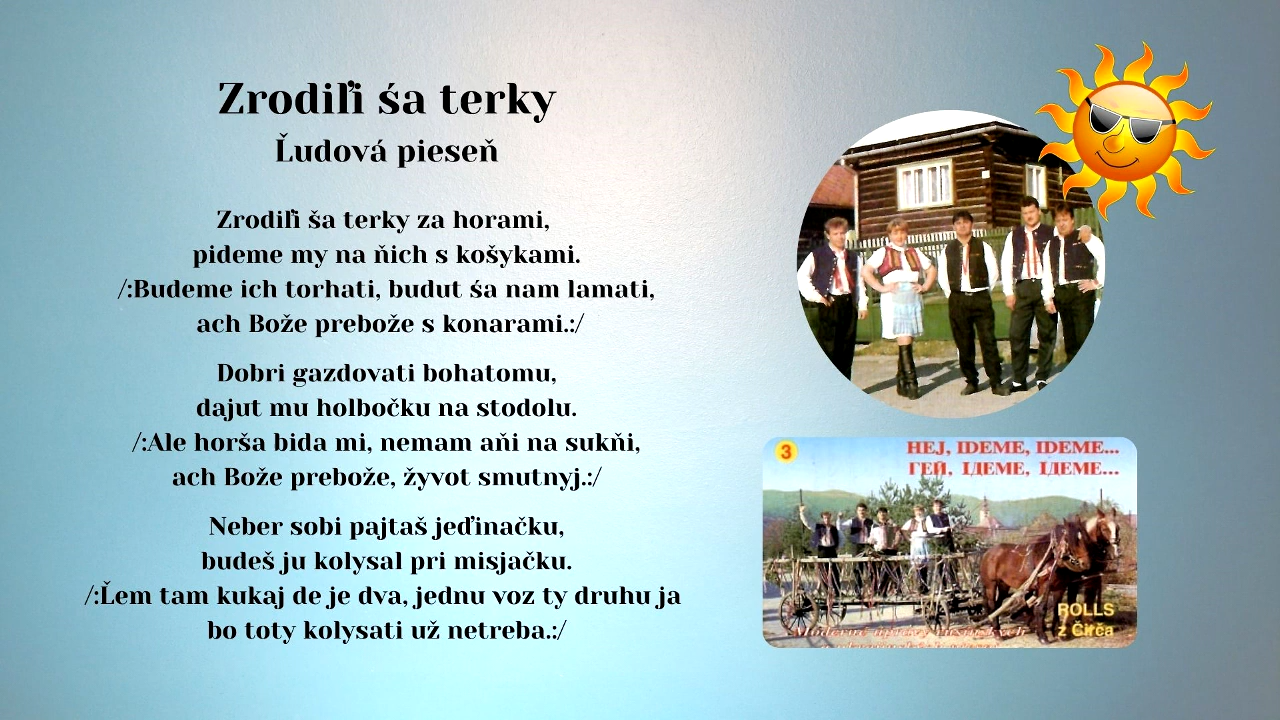 Zrodiľi śa terky
Ľudová pieseň
Zrodiľi ša terky za horami,
pideme my na ňich s košykami.
/:Budeme ich torhati, budut śa nam lamati,
ach Bože prebože s konarami.:/
Dobri gazdovati bohatomu,
dajut mu holbočku na stodolu.
/:Ale horša bida mi, nemam aňi na sukňi,
ach Bože prebože, žyvot smutnyj.:/
Neber sobi pajtaš jeďinačku,
budeš ju kolysal pri misjačku.
/:Ľem tam kukaj de je dva, jednu voz ty druhu ja
bo toty kolysati už netreba.:/
3
HEJ, IDEME, IDEME...
ГЕЙ, ІДЕМЕ, ІДЕМЕ...
ROLLS
z Čirča